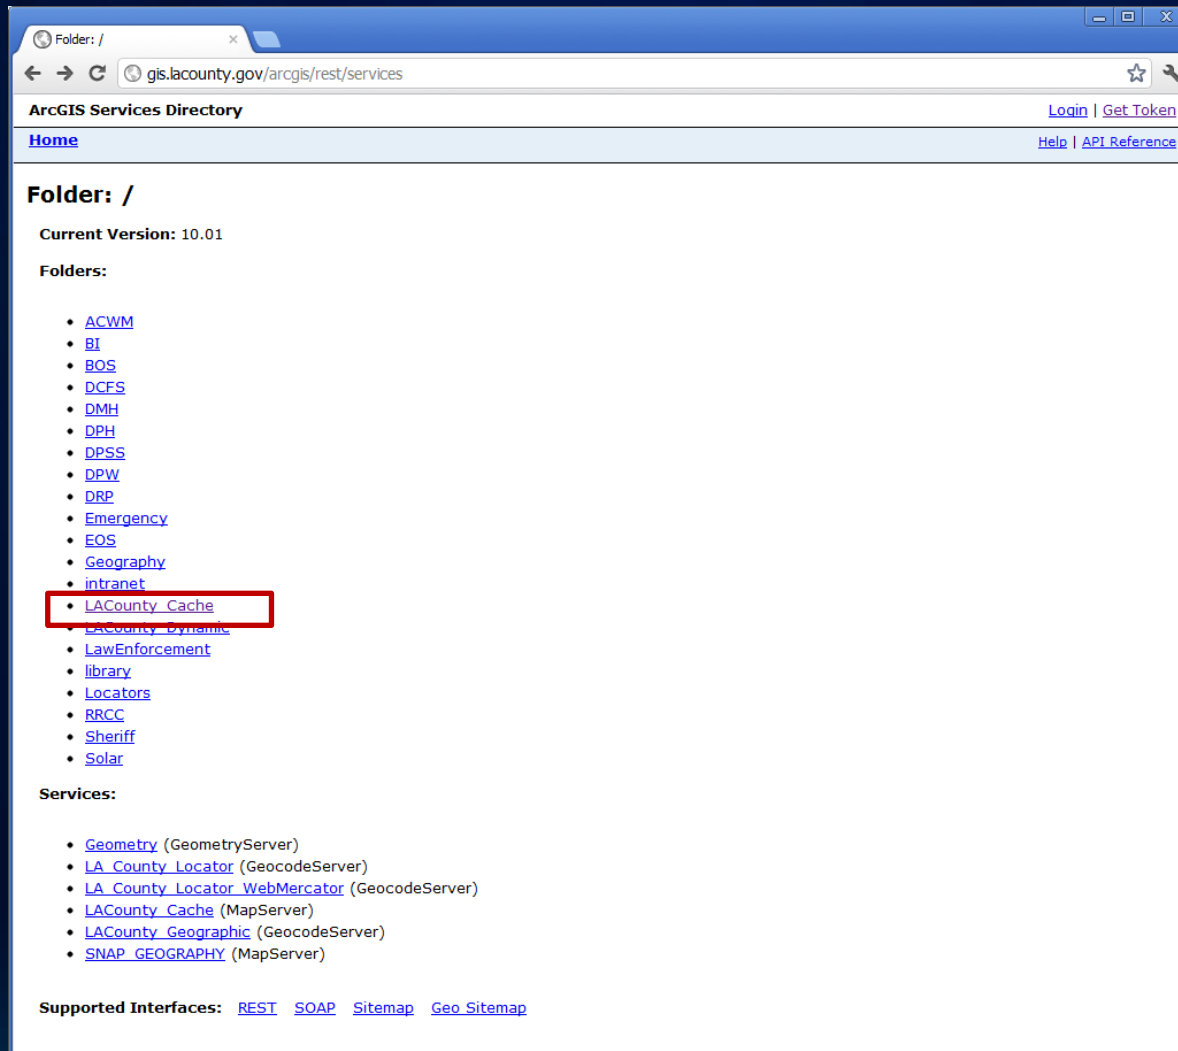 Folder: /
gis.lacounty.gov/arcgis/rest/services
ArcGIS Services Directory Login | Get Token
Home Help | API Reference
Folder: /
Current Version: 10.01
Folders:
ACWM
BI
BOS
DCFS
DMH
DPH
DPSS
DPW
DRP
Emergency
EOS
Geography
intranet
LACounty_Cache
LACounty_Dynamic
LawEnforcement
library
Locators
RRCC
Sheriff
Solar
Services:
Geometry (GeometryServer)
LA_County_Locator (GeocodeServer)
LA_County_Locator_WebMercator (GeocodeServer)
LACounty_Cache (MapServer)
LACounty_Geographic (GeocodeServer)
SNAP_GEOGRAPHY (MapServer)
Supported Interfaces: REST SOAP Sitemap Geo Sitemap